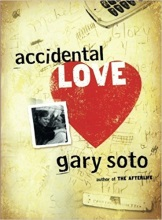 accidental
LOVE
gary soto
author of THE AFTERLIFE